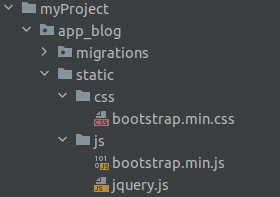 myProject
app_blog
migrations
static
css
bootstrap.min.css
js
bootstrap.min.js
jquery.js